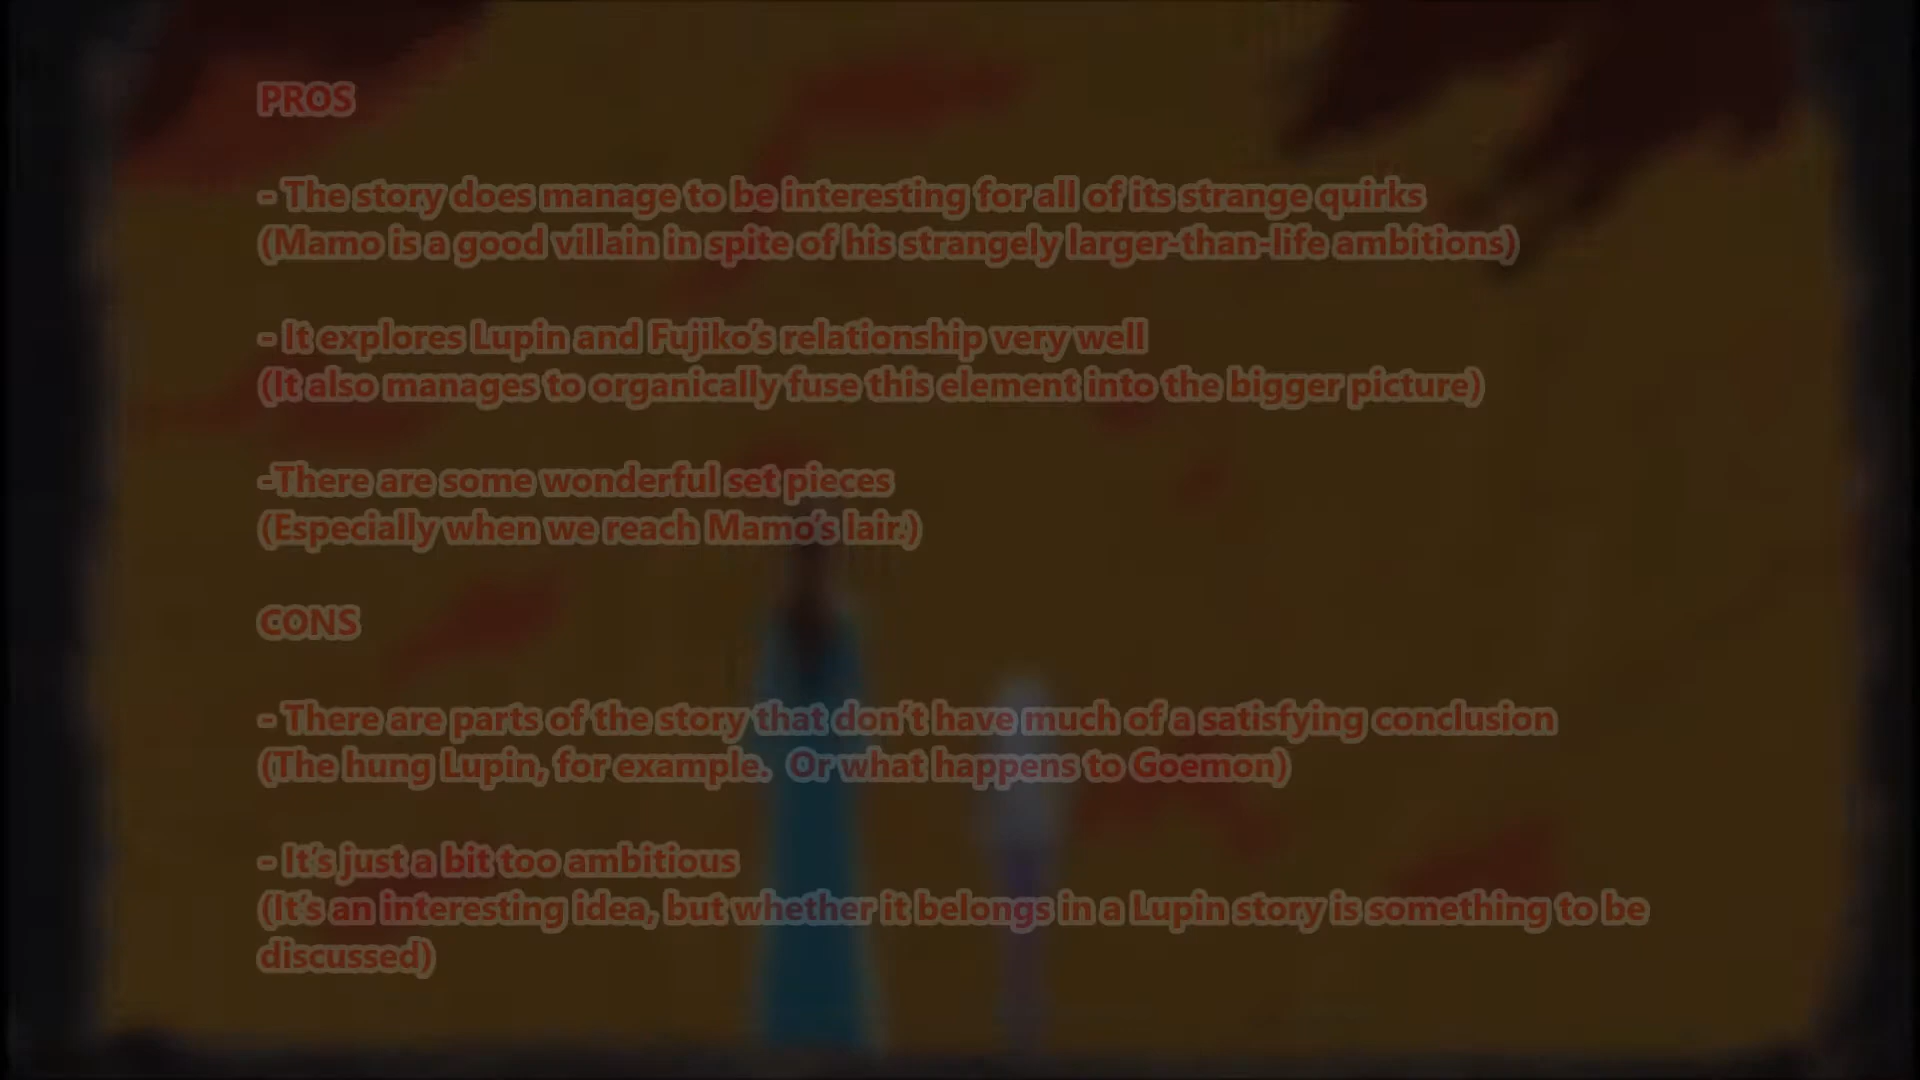 PROS
- The story does manage to be interesting for all of its strange quirks
(Mamo is a good villain in spite of his strangely larger-than-life ambitions)
- It explores Lupin and Fujiko's relationship very well
(It also manages to organically fuse this element into the bigger picture)
-There are some wonderful set pieces
(Especially when we reach Mamo's lair.)
CONS
- There are parts of the story that don't have much of a satisfying conclusion
(The hung Lupin, for example.  Or what happens to Goemon)
- It's just a bit too ambitious
(It's an interesting idea, but whether it belongs in a Lupin story is something to be
discussed)